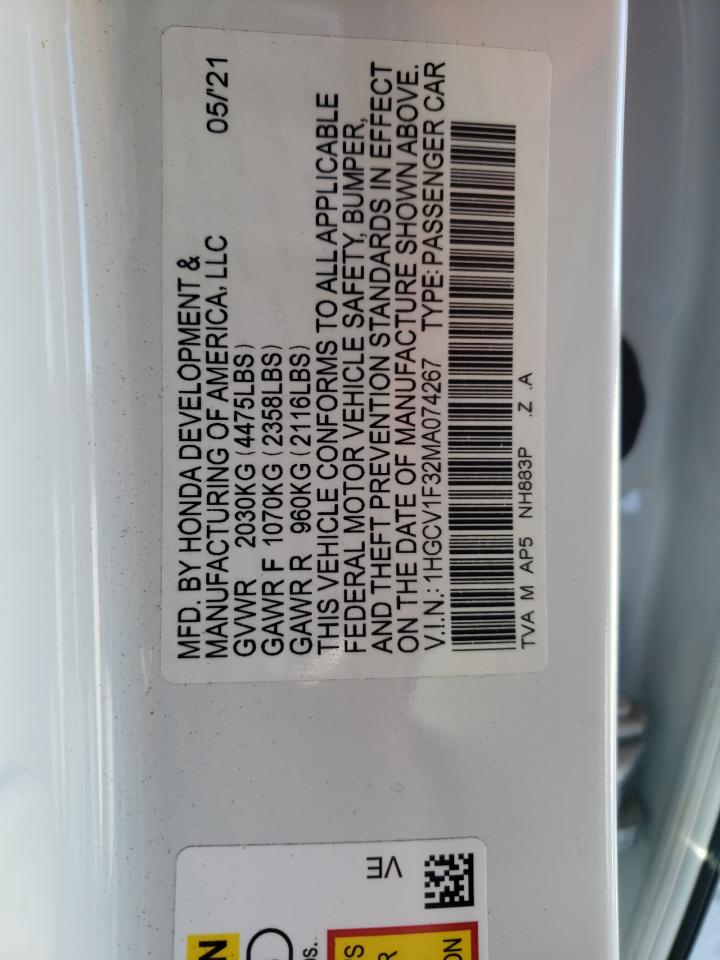 MFD. BY HONDA DEVELOPMENT &
MANUFACTURING OF AMERICA, LLC 05/'21
GVWR 2030KG (4475LBS)
GAWR F 1070KG (2358LBS)
GAWR R 960KG (2116LBS)
THIS VEHICLE CONFORMS TO ALL APPLICABLE
FEDERAL MOTOR VEHICLE SAFETY, BUMPER,
AND THEFT PREVENTION STANDARDS IN EFFECT
ON THE DATE OF MANUFACTURE SHOWN ABOVE.
V.I.N.: 1HGCV1F32MA074267 TYPE: PASSENGER CAR
TVA M AP5 NH883P .Z .A
VE